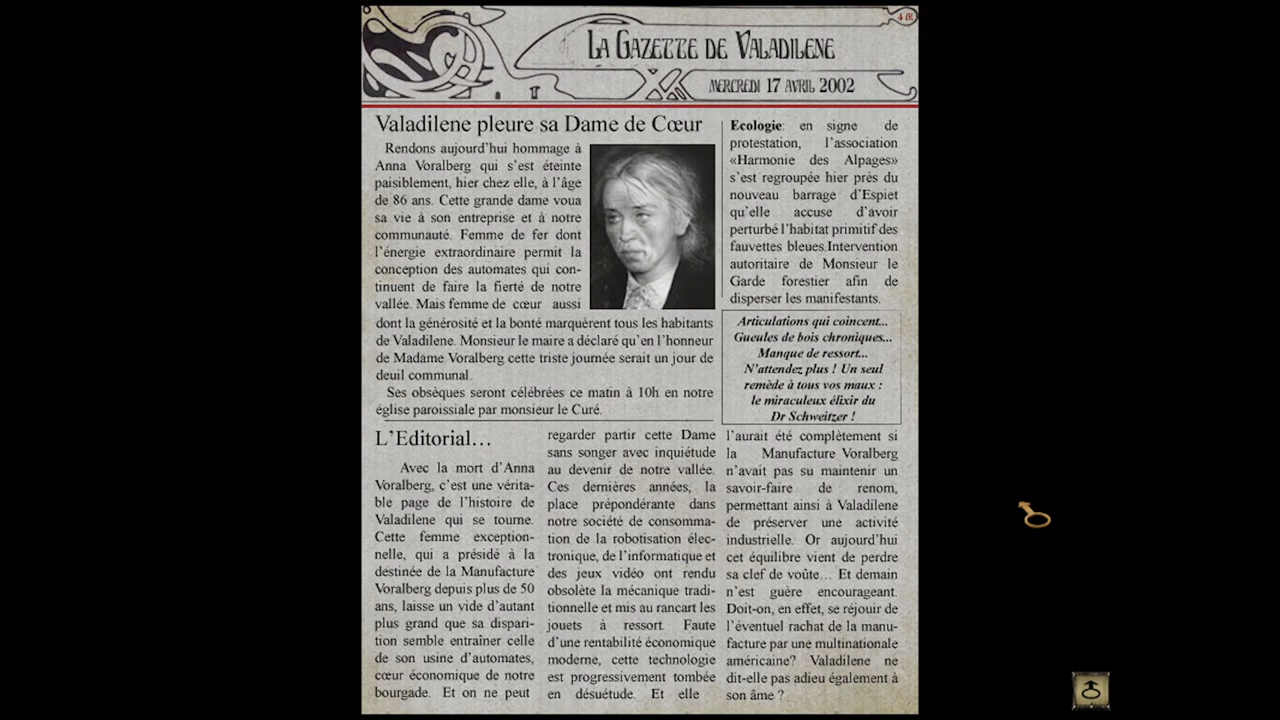 La Gazette de Valadilene
Mercredi 17 Avril 2002
Valadilene pleure sa Dame de Cœur
Rendons aujourd'hui hommage à
Anna Voralberg qui s'est éteinte
paisiblement, hier chez elle, à l'âge
de 86 ans. Cette grande dame voua
sa vie à son entreprise et à notre
communauté. Femme de fer dont
l'énergie extraordinaire permit la
conception des automates qui con-
tinuent de faire la fierté de notre
vallée. Mais femme de cœur aussi
dont la générosité et la bonté marquèrent tous les habitants
de Valadilene. Monsieur le maire a déclaré qu'en l'honneur
de Madame Voralberg cette triste journée serait un jour de
deuil communal.
Ses obsèques seront célébrées ce matin à 10h en notre
église paroissiale par monsieur le Curé.
Ecologie: en signe de
protestation, l'association
«Harmonie des Alpages»
s'est regroupée hier près du
nouveau barrage d'Espiet
qu'elle accuse d'avoir
perturbé l'habitat primitif des
fauvettes bleues.Intervention
autoritaire de Monsieur le
Garde forestier afin de
disperser les manifestants.
Articulations qui coincent...
Gueules de bois chroniques...
Manque de ressort...
N'attendez plus ! Un seul
remède à tous vos maux :
le miraculeux élixir du
Dr Schweitzer !
L'Editorial…
Avec la mort d'Anna
Voralberg, c'est une vérita-
ble page de l'histoire de
Valadilene qui se tourne.
Cette femme exception-
nelle, qui a présidé à la
destinée de la Manufacture
Voralberg depuis plus de 50
ans, laisse un vide d'autant
plus grand que sa dispari-
tion semble entraîner celle
de son usine d'automates,
cœur économique de notre
bourgade. Et on ne peut
regarder partir cette Dame
sans songer avec inquiétude
au devenir de notre vallée.
Ces dernières années, la
place prépondérante dans
notre société de consomma-
tion de la robotisation élec-
tronique, de l'informatique et
des jeux vidéo ont rendu
obsolète la mécanique tradi-
tionnelle et mis au rancart les
jouets à ressort. Faute
d'une rentabilité économique
moderne, cette technologie
est progressivement tombée
en désuétude. Et elle
l'aurait été complètement si
la Manufacture Voralberg
n'avait pas su maintenir un
savoir-faire de renom,
permettant ainsi à Valadilene
de préserver une activité
industrielle. Or aujourd'hui
cet équilibre vient de perdre
sa clef de voûte… Et demain
n'est guère encourageant.
Doit-on, en effet, se réjouir de
l'éventuel rachat de la manu-
facture par une multinationale
américaine? Valadilene ne
dit-elle pas adieu également à
son âme ?